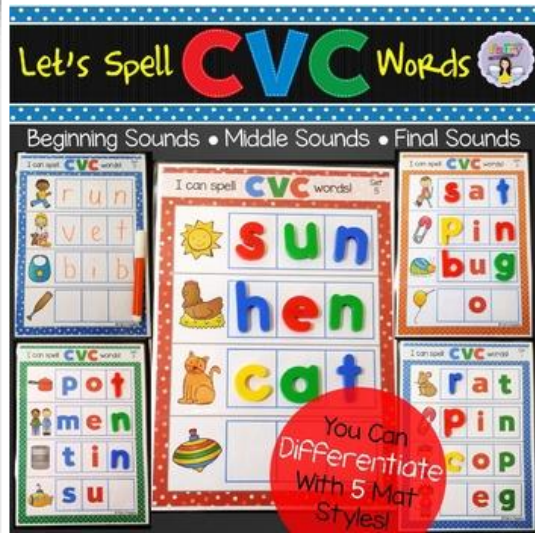 Let's Spell CVC Words
Beginning Sounds • Middle Sounds • Final Sounds
I can spell CVC words!
run
vet
bib
I can spell CVC words! Set 5
sun
hen
cat
I can spell CVC words!
sat
pin
bug
o
I can spell CVC words!
pot
men
tin
su
I can spell CVC words!
rat
pin
cop
eg
You Can
Differentiate
With 5 Mat
Styles!